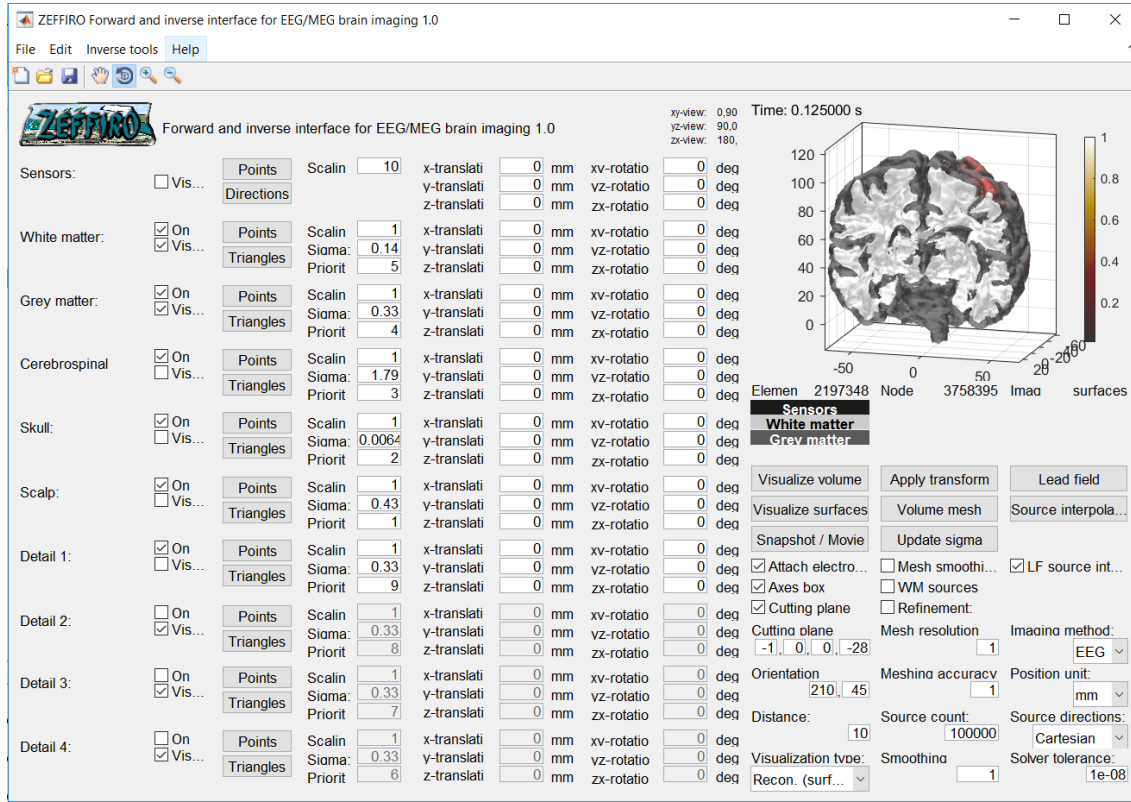 ZEFFIRO Forward and inverse interface for EEG/MEG brain imaging 1.0
File Edit Inverse tools Help
ZEFFIRO Forward and inverse interface for EEG/MEG brain imaging 1.0
xy-view: 0,90
yz-view: 90,0
zx-view: 180,
Sensors:
Vis...
Points
Directions
Scalin 10 x-translati 0 mm xy-rotatio 0 deg
y-translati 0 mm yz-rotatio 0 deg
z-translati 0 mm zx-rotatio 0 deg
White matter:
On
Vis...
Points
Triangles
Scalin 1 x-translati 0 mm xy-rotatio 0 deg
Sigma: 0.14 y-translati 0 mm yz-rotatio 0 deg
Priorit 5 z-translati 0 mm zx-rotatio 0 deg
Grey matter:
On
Vis...
Points
Triangles
Scalin 1 x-translati 0 mm xy-rotatio 0 deg
Sigma: 0.33 y-translati 0 mm yz-rotatio 0 deg
Priorit 4 z-translati 0 mm zx-rotatio 0 deg
Cerebrospinal
On
Vis...
Points
Triangles
Scalin 1 x-translati 0 mm xy-rotatio 0 deg
Sigma: 1.79 y-translati 0 mm yz-rotatio 0 deg
Priorit 3 z-translati 0 mm zx-rotatio 0 deg
Skull:
On
Vis...
Points
Triangles
Scalin 1 x-translati 0 mm xy-rotatio 0 deg
Sigma: 0.0064 y-translati 0 mm yz-rotatio 0 deg
Priorit 2 z-translati 0 mm zx-rotatio 0 deg
Scalp:
On
Vis...
Points
Triangles
Scalin 1 x-translati 0 mm xy-rotatio 0 deg
Sigma: 0.43 y-translati 0 mm yz-rotatio 0 deg
Priorit 1 z-translati 0 mm zx-rotatio 0 deg
Detail 1:
On
Vis...
Points
Triangles
Scalin 1 x-translati 0 mm xy-rotatio 0 deg
Sigma: 0.33 y-translati 0 mm yz-rotatio 0 deg
Priorit 9 z-translati 0 mm zx-rotatio 0 deg
Detail 2:
On
Vis...
Points
Triangles
Scalin 1 x-translati 0 mm xy-rotatio 0 deg
Sigma: 0.33 y-translati 0 mm yz-rotatio 0 deg
Priorit 8 z-translati 0 mm zx-rotatio 0 deg
Detail 3:
On
Vis...
Points
Triangles
Scalin 1 x-translati 0 mm xy-rotatio 0 deg
Sigma: 0.33 y-translati 0 mm yz-rotatio 0 deg
Priorit 7 z-translati 0 mm zx-rotatio 0 deg
Detail 4:
On
Vis...
Points
Triangles
Scalin 1 x-translati 0 mm xy-rotatio 0 deg
Sigma: 0.33 y-translati 0 mm yz-rotatio 0 deg
Priorit 6 z-translati 0 mm zx-rotatio 0 deg
Time: 0.125000 s
120
100
80
60
40
20
0
-50 0 50
20 0 -20
1
0.8
0.6
0.4
0.2
Elemen 2197348 Node 3758395 Imag surfaces
Sensors
White matter
Grey matter
Visualize volume Apply transform Lead field
Visualize surfaces Volume mesh Source interpola...
Snapshot / Movie Update sigma
Attach electro... Mesh smoothi... LF source int...
Axes box WM sources
Cutting plane Refinement:
Cutting plane Mesh resolution Imaging method:
-1, 0, 0, -28 1 EEG
Orientation Meshing accuracy Position unit:
210, 45 1 mm
Distance: Source count: Source directions:
10 100000 Cartesian
Visualization type: Smoothing Solver tolerance:
Recon. (surf... 1 1e-08